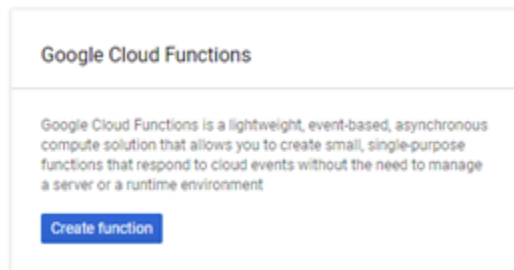 Google Cloud Functions
Google Cloud Functions is a lightweight, event-based, asynchronous
compute solution that allows you to create small, single-purpose
functions that respond to cloud events without the need to manage
a server or a runtime environment
Create function